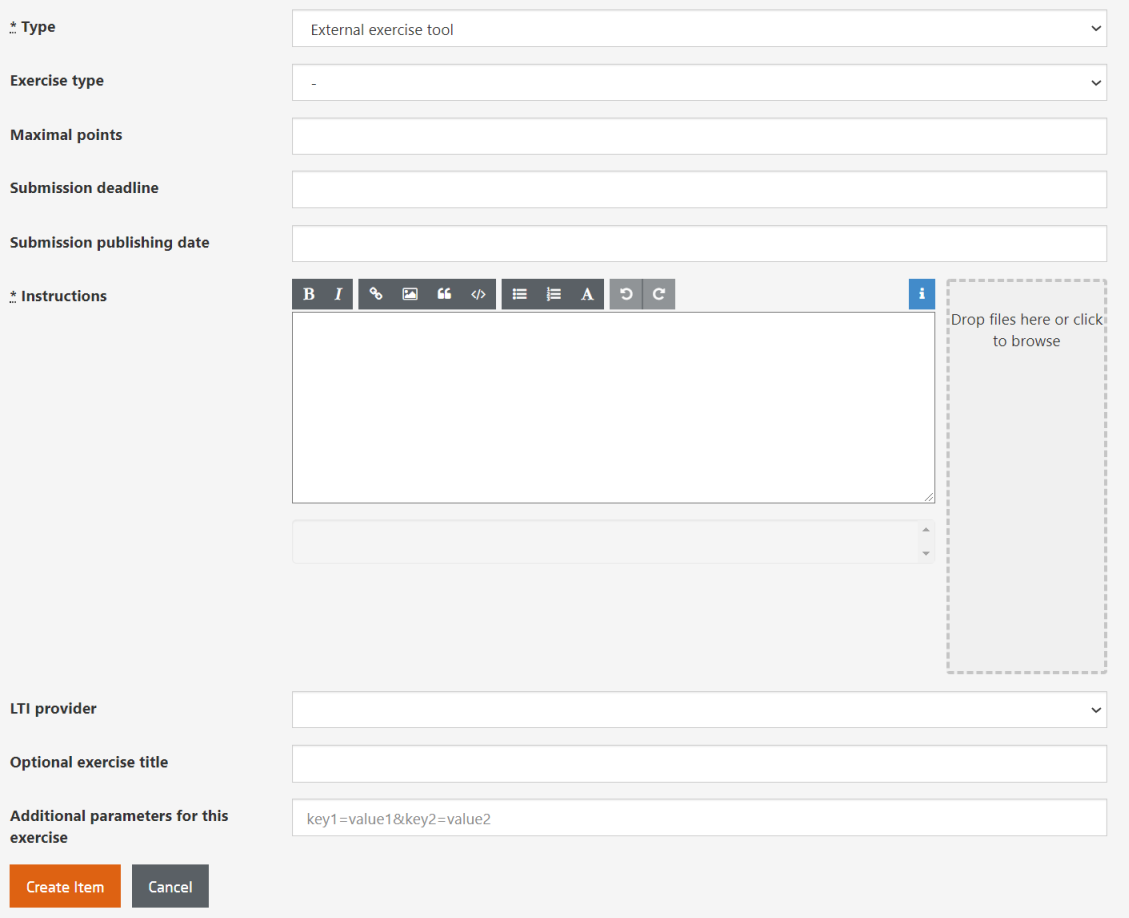 * Type
External exercise tool
Exercise type
-
Maximal points
Submission deadline
Submission publishing date
* Instructions
B I A
Drop files here or click
to browse
LTI provider
Optional exercise title
Additional parameters for this
exercise
key1=value1&key2=value2
Create Item
Cancel